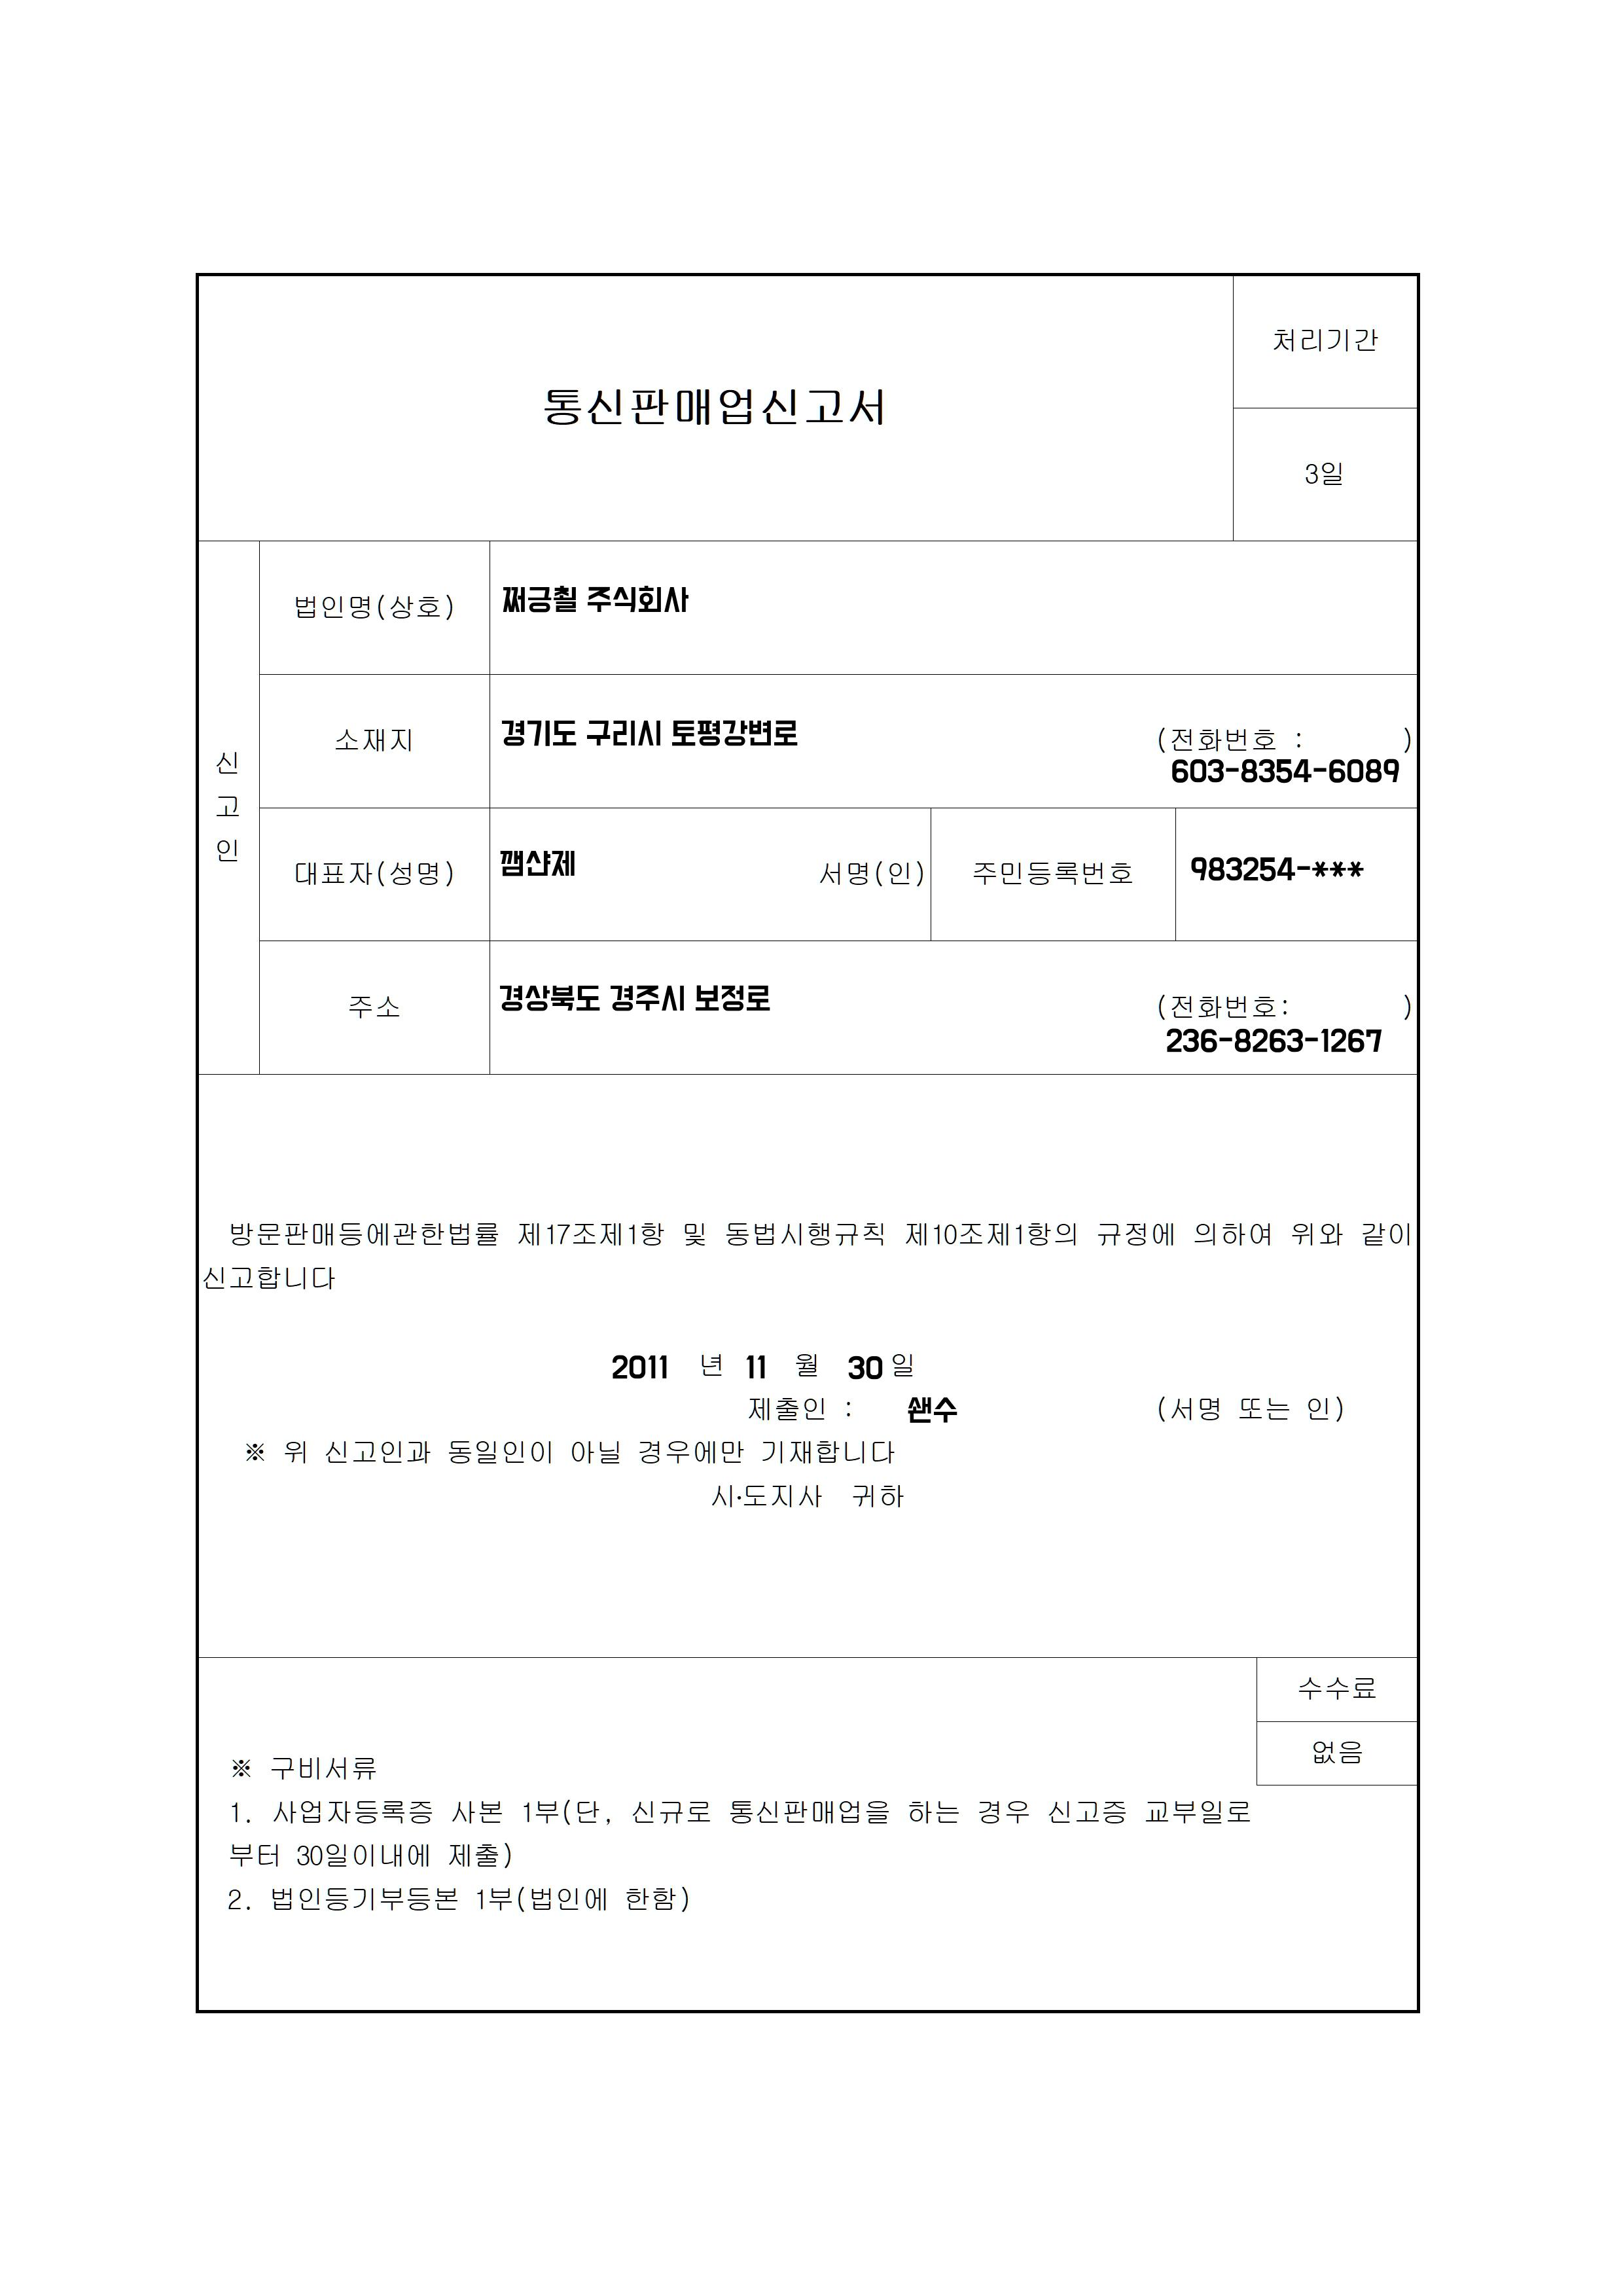 처리기간
통신판매업신고서
3일
신고인
법인명(상호) 쩌긍췰 주식회사
소재지 경기도 구리시 토평강변로 (전화번호 : )
603-8354-6089
대표자(성명) 깸샨제 서명(인) 주민등록번호 983254-***
주소 경상북도 경주시 보정로 (전화번호: )
236-8263-1267
방문판매등에관한법률 제17조제1항 및 동법시행규칙 제10조제1항의 규정에 의하여 위와 같이
신고합니다
2011 년 11 월 30 일
제출인 : 쇈수 (서명 또는 인)
※ 위 신고인과 동일인이 아닐 경우에만 기재합니다
시·도지사 귀하
수수료
없음
※ 구비서류
1. 사업자등록증 사본 1부(단, 신규로 통신판매업을 하는 경우 신고증 교부일로
부터 30일이내에 제출)
2. 법인등기부등본 1부(법인에 한함)